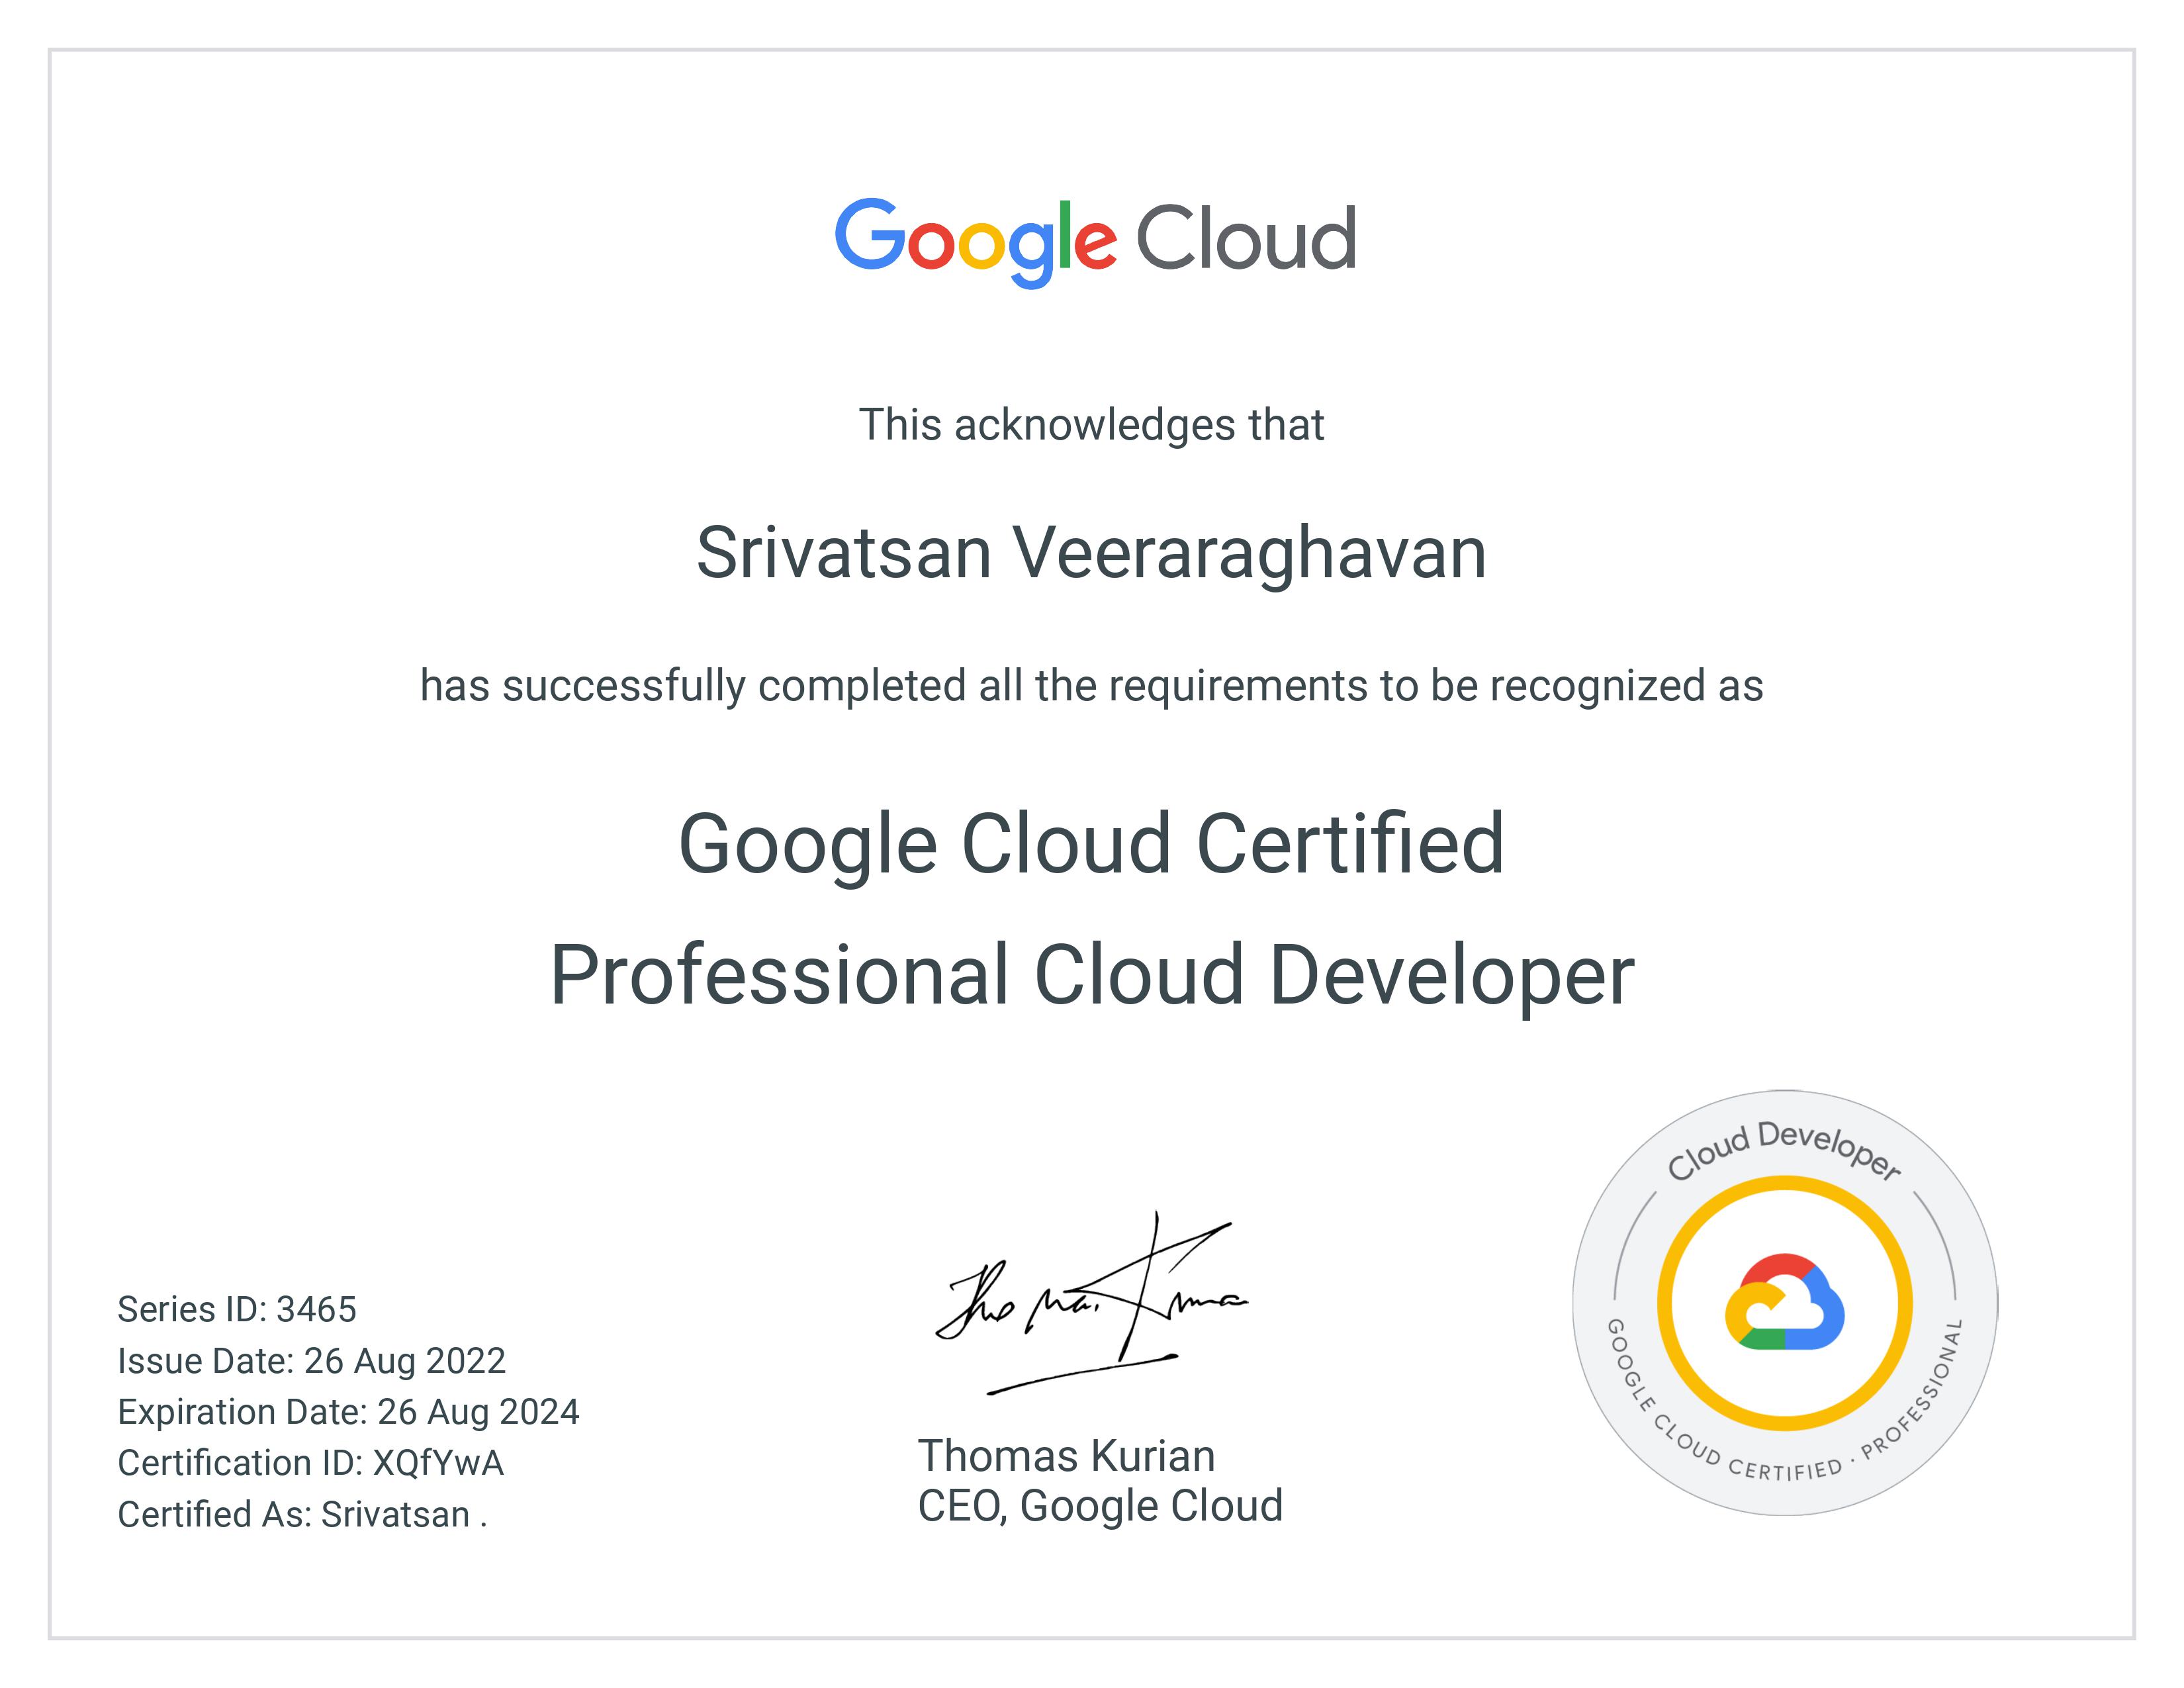 Google Cloud
This acknowledges that
Srivatsan Veeraraghavan
has successfully completed all the requirements to be recognized as
Google Cloud Certified
Professional Cloud Developer
Series ID: 3465
Issue Date: 26 Aug 2022
Expiration Date: 26 Aug 2024
Certification ID: XQfYwA
Certified As: Srivatsan .
Thomas Kurian
Thomas Kurian
CEO, Google Cloud
Cloud Developer
GOOGLE CLOUD CERTIFIED · PROFESSIONAL